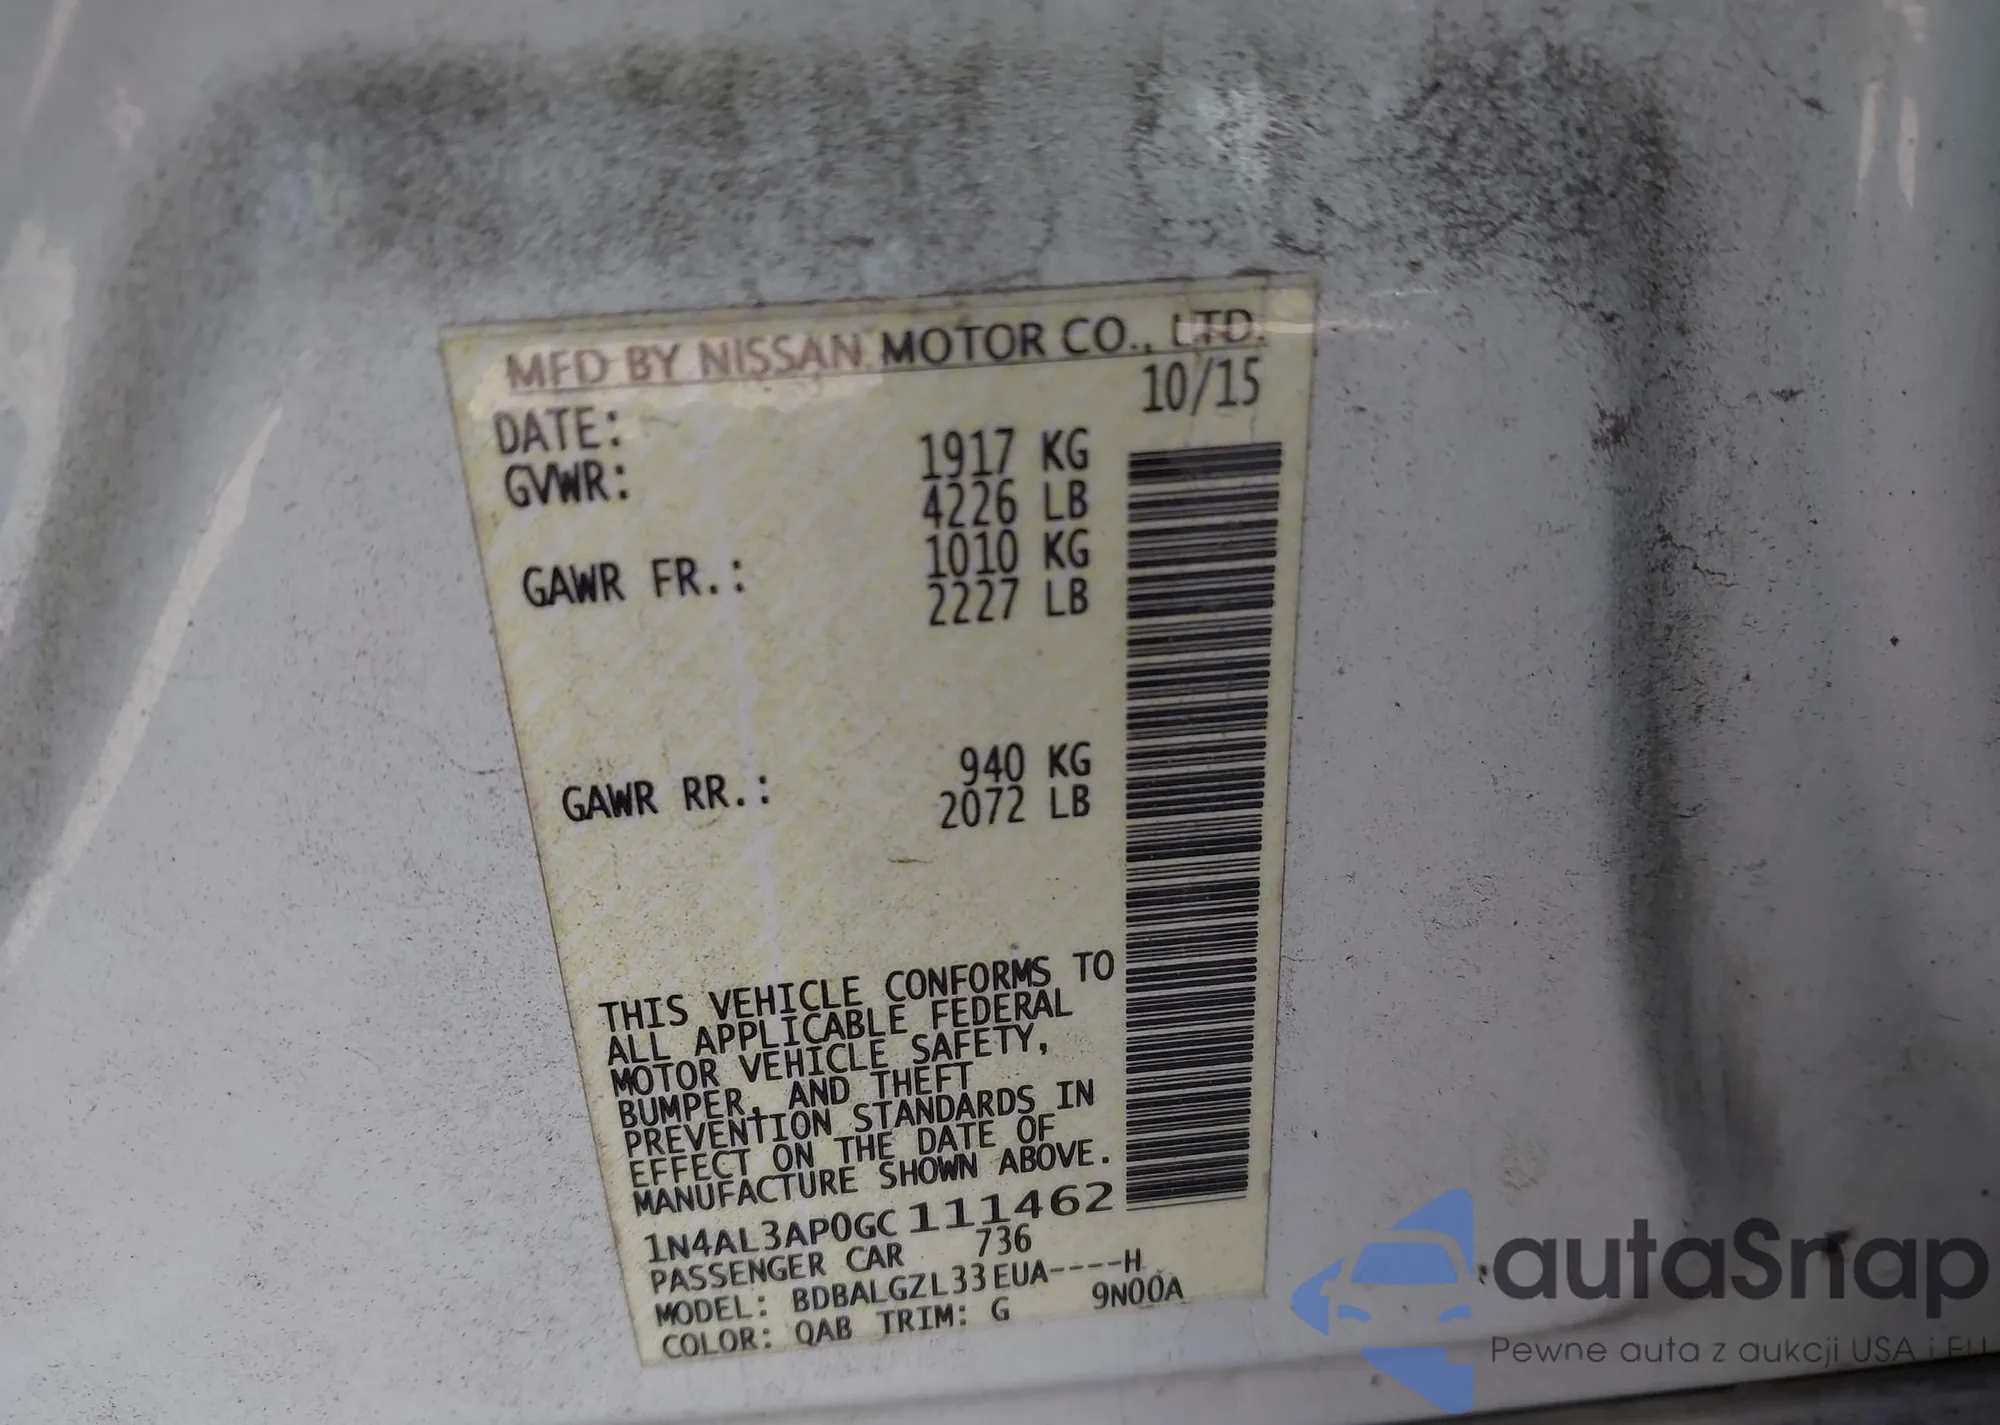 MFD BY NISSAN MOTOR CO., LTD.
DATE: 10/15
GVWR: 1917 KG
4226 LB
GAWR FR.: 1010 KG
2227 LB
GAWR RR.: 940 KG
2072 LB
THIS VEHICLE CONFORMS TO
ALL APPLICABLE FEDERAL
MOTOR VEHICLE SAFETY,
BUMPER, AND THEFT
PREVENTION STANDARDS IN
EFFECT ON THE DATE OF
MANUFACTURE SHOWN ABOVE.
1N4AL3AP0GC111462
PASSENGER CAR 736
MODEL: BDBALGZL33EUA----H
COLOR: QAB TRIM: G 9N00A
autaSnap
Pewne auta z aukcji USA i EU